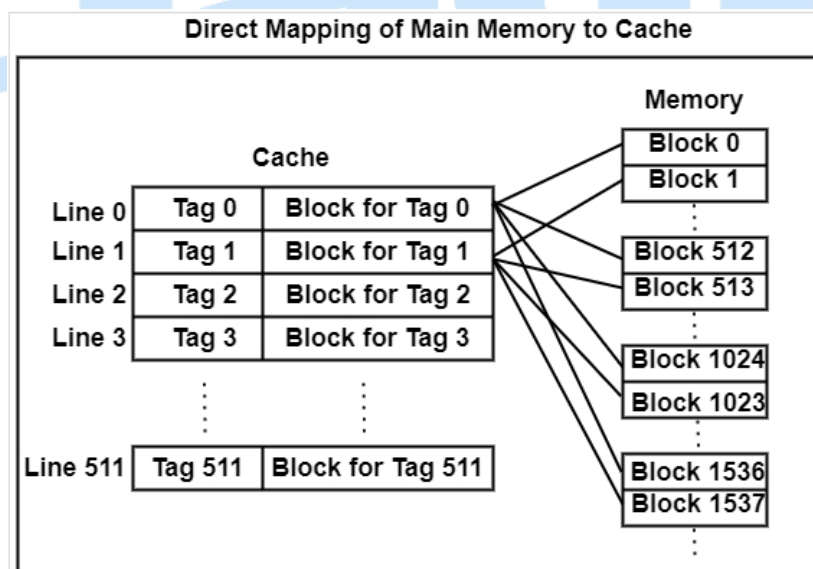 Direct Mapping of Main Memory to Cache
Memory
Cache
Line 0 Tag 0 Block for Tag 0
Line 1 Tag 1 Block for Tag 1
Line 2 Tag 2 Block for Tag 2
Line 3 Tag 3 Block for Tag 3
Line 511 Tag 511 Block for Tag 511
Block 0
Block 1
Block 512
Block 513
Block 1024
Block 1023
Block 1536
Block 1537